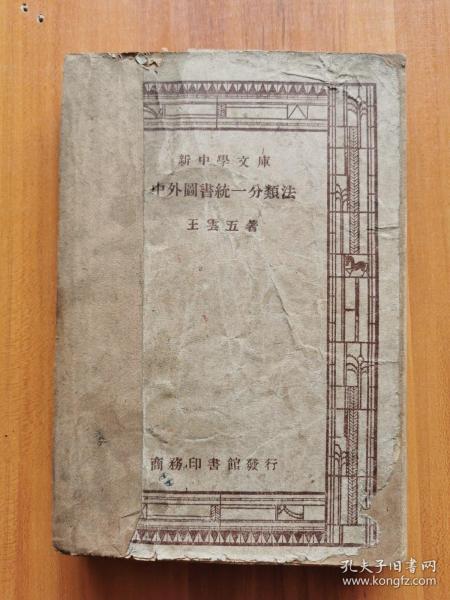 新中學文庫
中外圖書統一分類法
王雲五著
商務印書館發行
孔夫子旧书网
www.kongfz.com